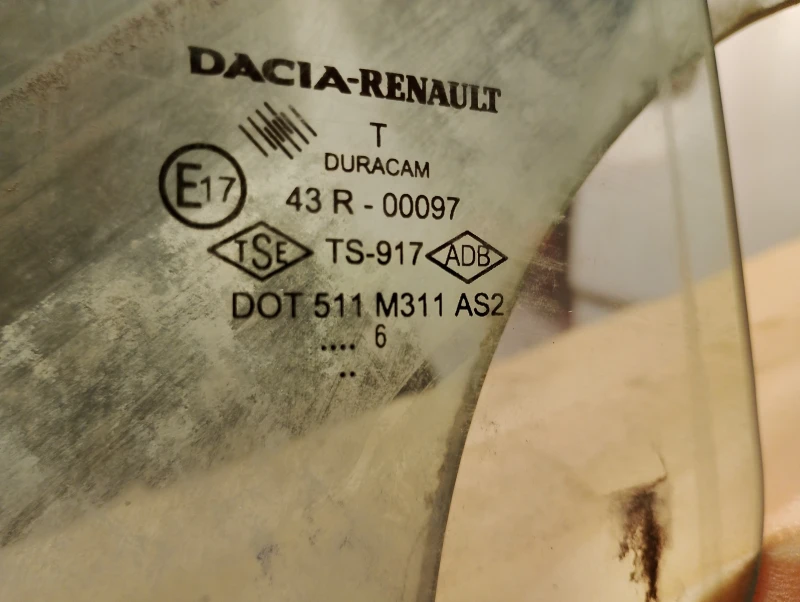 DACIA-RENAULT
T
DURACAM
E17 43 R - 00097
TSE TS-917 ADB
DOT 511 M311 AS2
.... 6
..